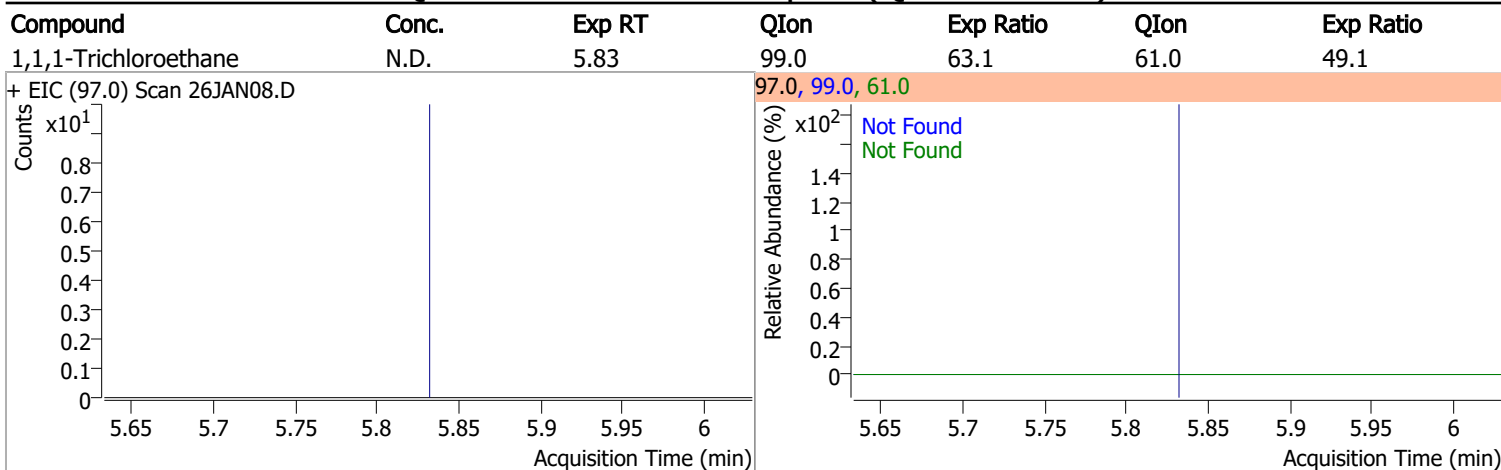 Compound Conc. Exp RT QIon Exp Ratio QIon Exp Ratio
1,1,1-Trichloroethane N.D. 5.83 99.0 63.1 61.0 49.1
+ EIC (97.0) Scan 26JAN08.D
Counts
x10¹
0.8
0.7
0.6
0.5
0.4
0.3
0.2
0.1
0
5.65 5.7 5.75 5.8 5.85 5.9 5.95 6
Acquisition Time (min)
97.0, 99.0, 61.0
Relative Abundance (%)
x10²
Not Found
Not Found
1.4
1.2
1
0.8
0.6
0.4
0.2
0
5.65 5.7 5.75 5.8 5.85 5.9 5.95 6
Acquisition Time (min)